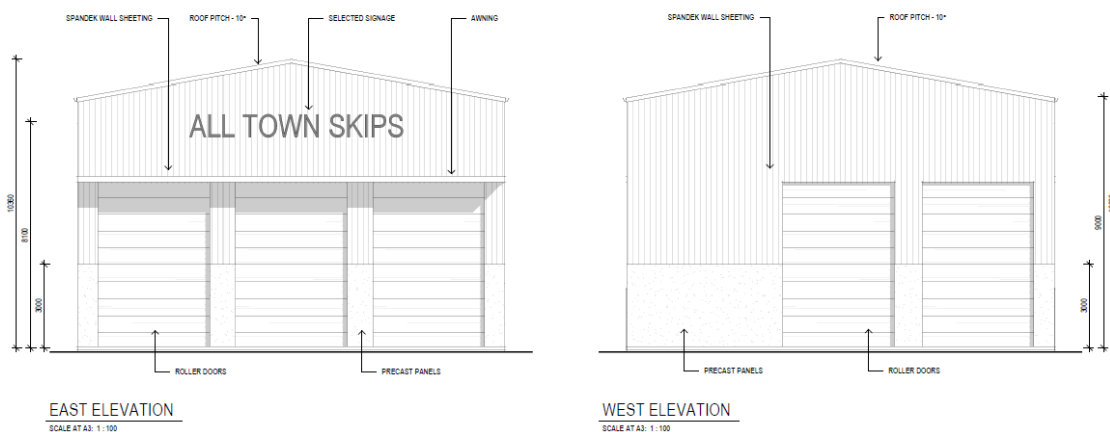 SPANDEK WALL SHEETING
ROOF PITCH - 10°
SELECTED SIGNAGE
AWNING
ALL TOWN SKIPS
8100
3000
ROLLER DOORS
PRECAST PANELS
EAST ELEVATION
SCALE AT A3: 1 : 100
SPANDEK WALL SHEETING
ROOF PITCH - 10°
9000
3000
PRECAST PANELS
ROLLER DOORS
WEST ELEVATION
SCALE AT A3: 1 : 100